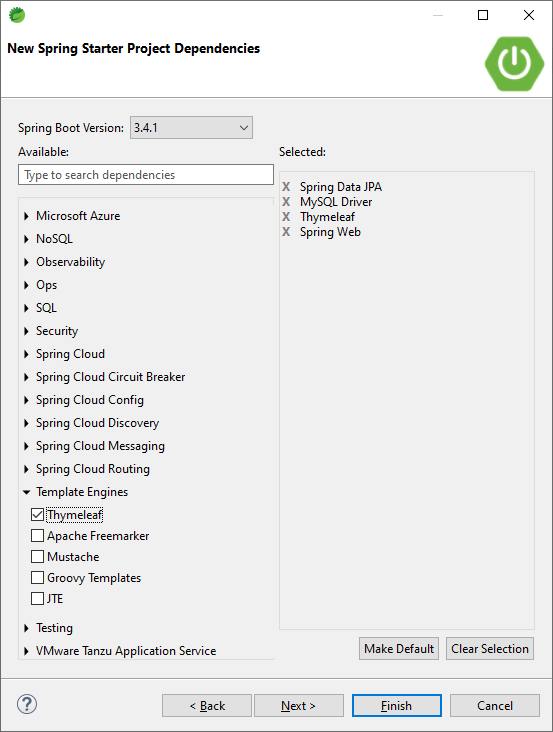 New Spring Starter Project Dependencies
Spring Boot Version: 3.4.1
Available:
Type to search dependencies
Microsoft Azure
NoSQL
Observability
Ops
SQL
Security
Spring Cloud
Spring Cloud Circuit Breaker
Spring Cloud Config
Spring Cloud Discovery
Spring Cloud Messaging
Spring Cloud Routing
Template Engines
Thymeleaf
Apache Freemarker
Mustache
Groovy Templates
JTE
Testing
VMware Tanzu Application Service
Selected:
X Spring Data JPA
X MySQL Driver
X Thymeleaf
X Spring Web
Make Default Clear Selection
? < Back Next > Finish Cancel